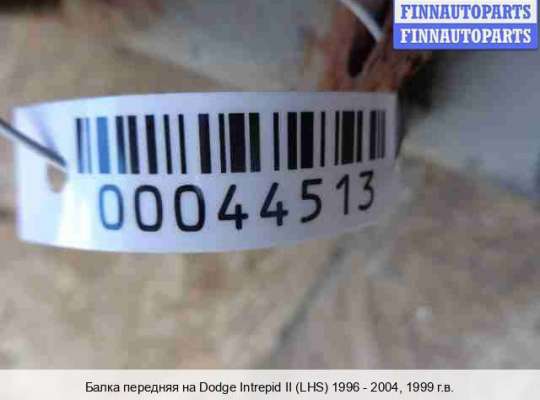 FINNAUTOPARTS
FINNAUTOPARTS
00044513
Балка передняя на Dodge Intrepid II (LHS) 1996 - 2004, 1999 г.в.